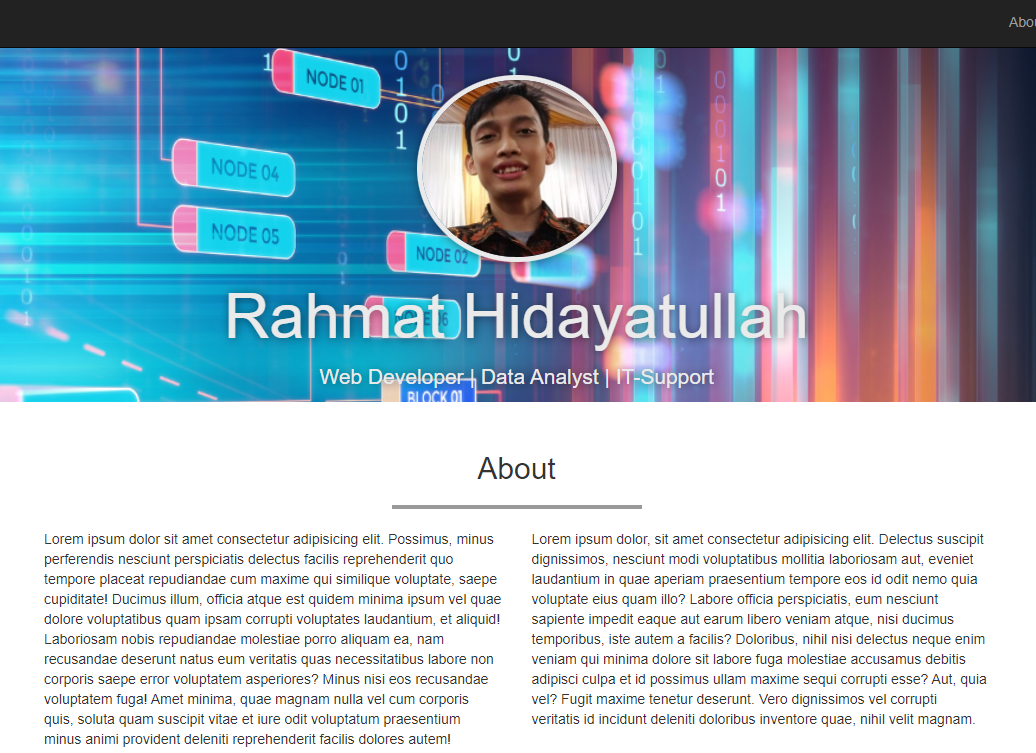 Abou
NODE 01
NODE 04
NODE 05
NODE 02
Rahmat Hidayatullah
Web Developer | Data Analyst | IT-Support
BLOCK 01
About
Lorem ipsum dolor sit amet consectetur adipisicing elit. Possimus, minus
perferendis nesciunt perspiciatis delectus facilis reprehenderit quo
tempore placeat repudiandae cum maxime qui similique voluptate, saepe
cupiditate! Ducimus illum, officia atque est quidem minima ipsum vel quae
dolore voluptatibus quam ipsam corrupti voluptates laudantium, et aliquid!
Laboriosam nobis repudiandae molestiae porro aliquam ea, nam
recusandae deserunt natus eum veritatis quas necessitatibus labore non
corporis saepe error voluptatem asperiores? Minus nisi eos recusandae
voluptatem fuga! Amet minima, quae magnam nulla vel cum corporis
quis, soluta quam suscipit vitae et iure odit voluptatum praesentium
minus animi provident deleniti reprehenderit facilis dolores autem!
Lorem ipsum dolor, sit amet consectetur adipisicing elit. Delectus suscipit
dignissimos, nesciunt modi voluptatibus mollitia laboriosam aut, eveniet
laudantium in quae aperiam praesentium tempore eos id odit nemo quia
voluptate eius quam illo? Labore officia perspiciatis, eum nesciunt
sapiente impedit eaque aut earum libero veniam atque, nisi ducimus
temporibus, iste autem a facilis? Doloribus, nihil nisi delectus neque enim
veniam qui minima dolore sit labore fuga molestiae accusamus debitis
adipisci culpa et id possimus ullam maxime sequi corrupti esse? Aut, quia
vel? Fugit maxime tenetur deserunt. Vero dignissimos vel corrupti
veritatis id incidunt deleniti doloribus inventore quae, nihil velit magnam.